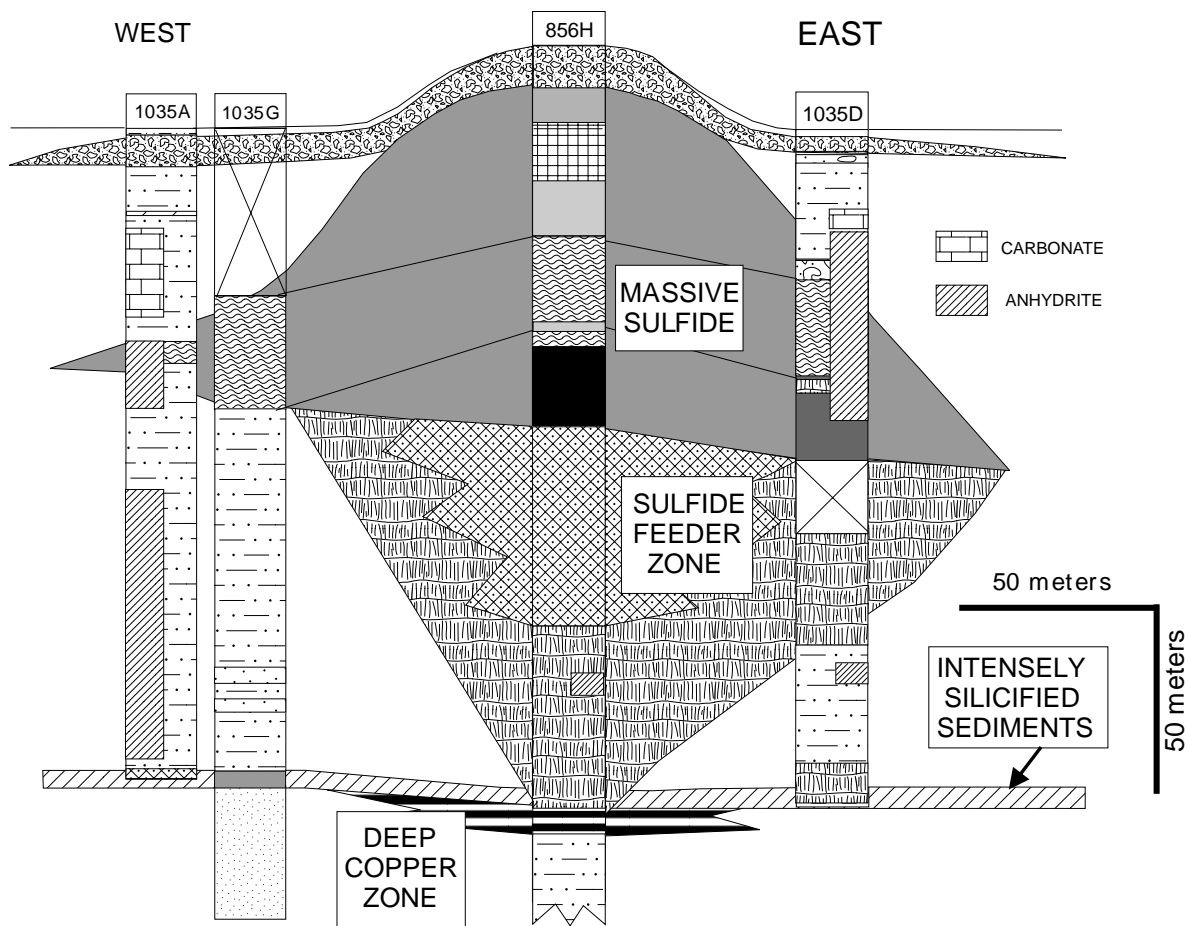 WEST
856H
EAST
1035A
1035G
1035D
CARBONATE
ANHYDRITE
MASSIVE
SULFIDE
SULFIDE
FEEDER
ZONE
50 meters
50 meters
INTENSELY
SILICIFIED
SEDIMENTS
DEEP
COPPER
ZONE